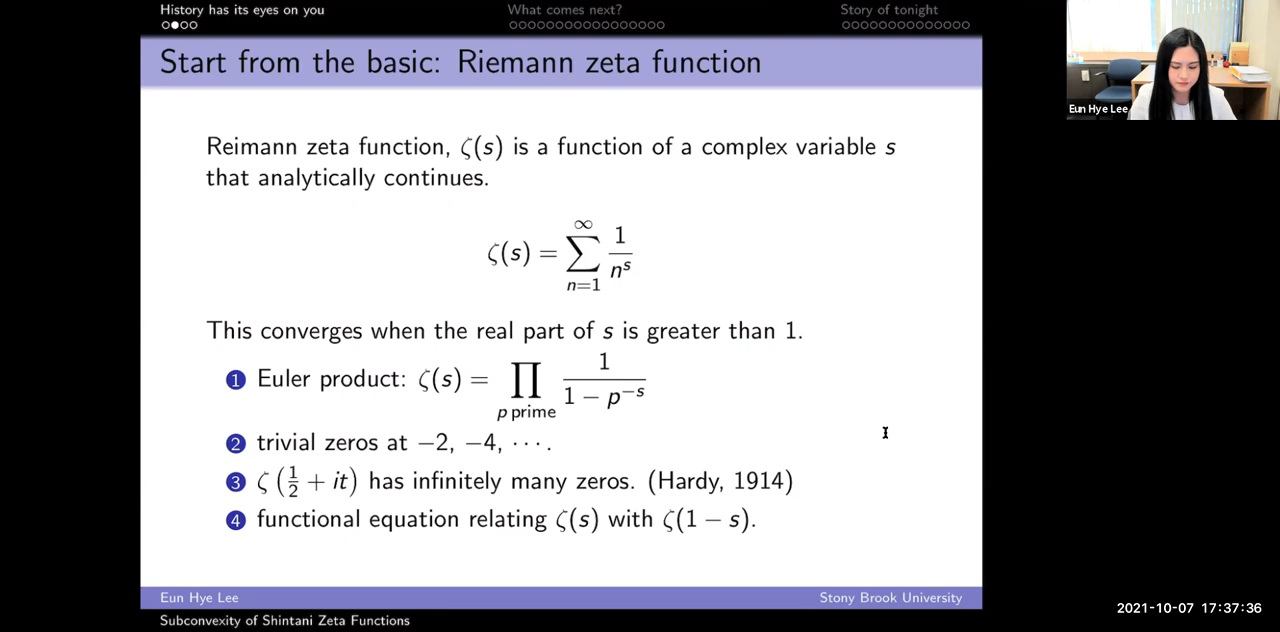 History has its eyes on you
What comes next?
Story of tonight
Start from the basic: Riemann zeta function
Reimann zeta function, ζ(s) is a function of a complex variable s
that analytically continues.
ζ(s) = ∑_{n=1}^{∞} 1/n^s
This converges when the real part of s is greater than 1.
1 Euler product: ζ(s) = ∏_{p prime} 1/(1 − p^{−s})
2 trivial zeros at −2, −4, ⋯.
3 ζ(1/2 + it) has infinitely many zeros. (Hardy, 1914)
4 functional equation relating ζ(s) with ζ(1 − s).
Eun Hye Lee
Stony Brook University
Subconvexity of Shintani Zeta Functions
Eun Hye Lee
2021-10-07 17:37:36